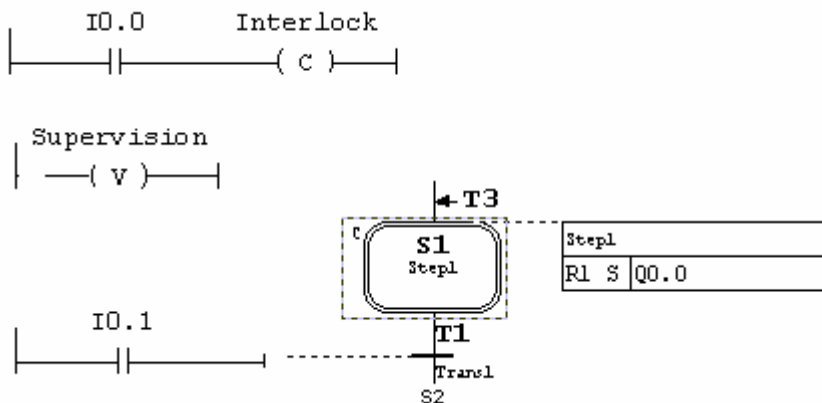 I0.0 Interlock
( C )
Supervision
( V )
T3
C
S1
Step1
Step1
R1 S Q0.0
I0.1
T1
Trans1
S2